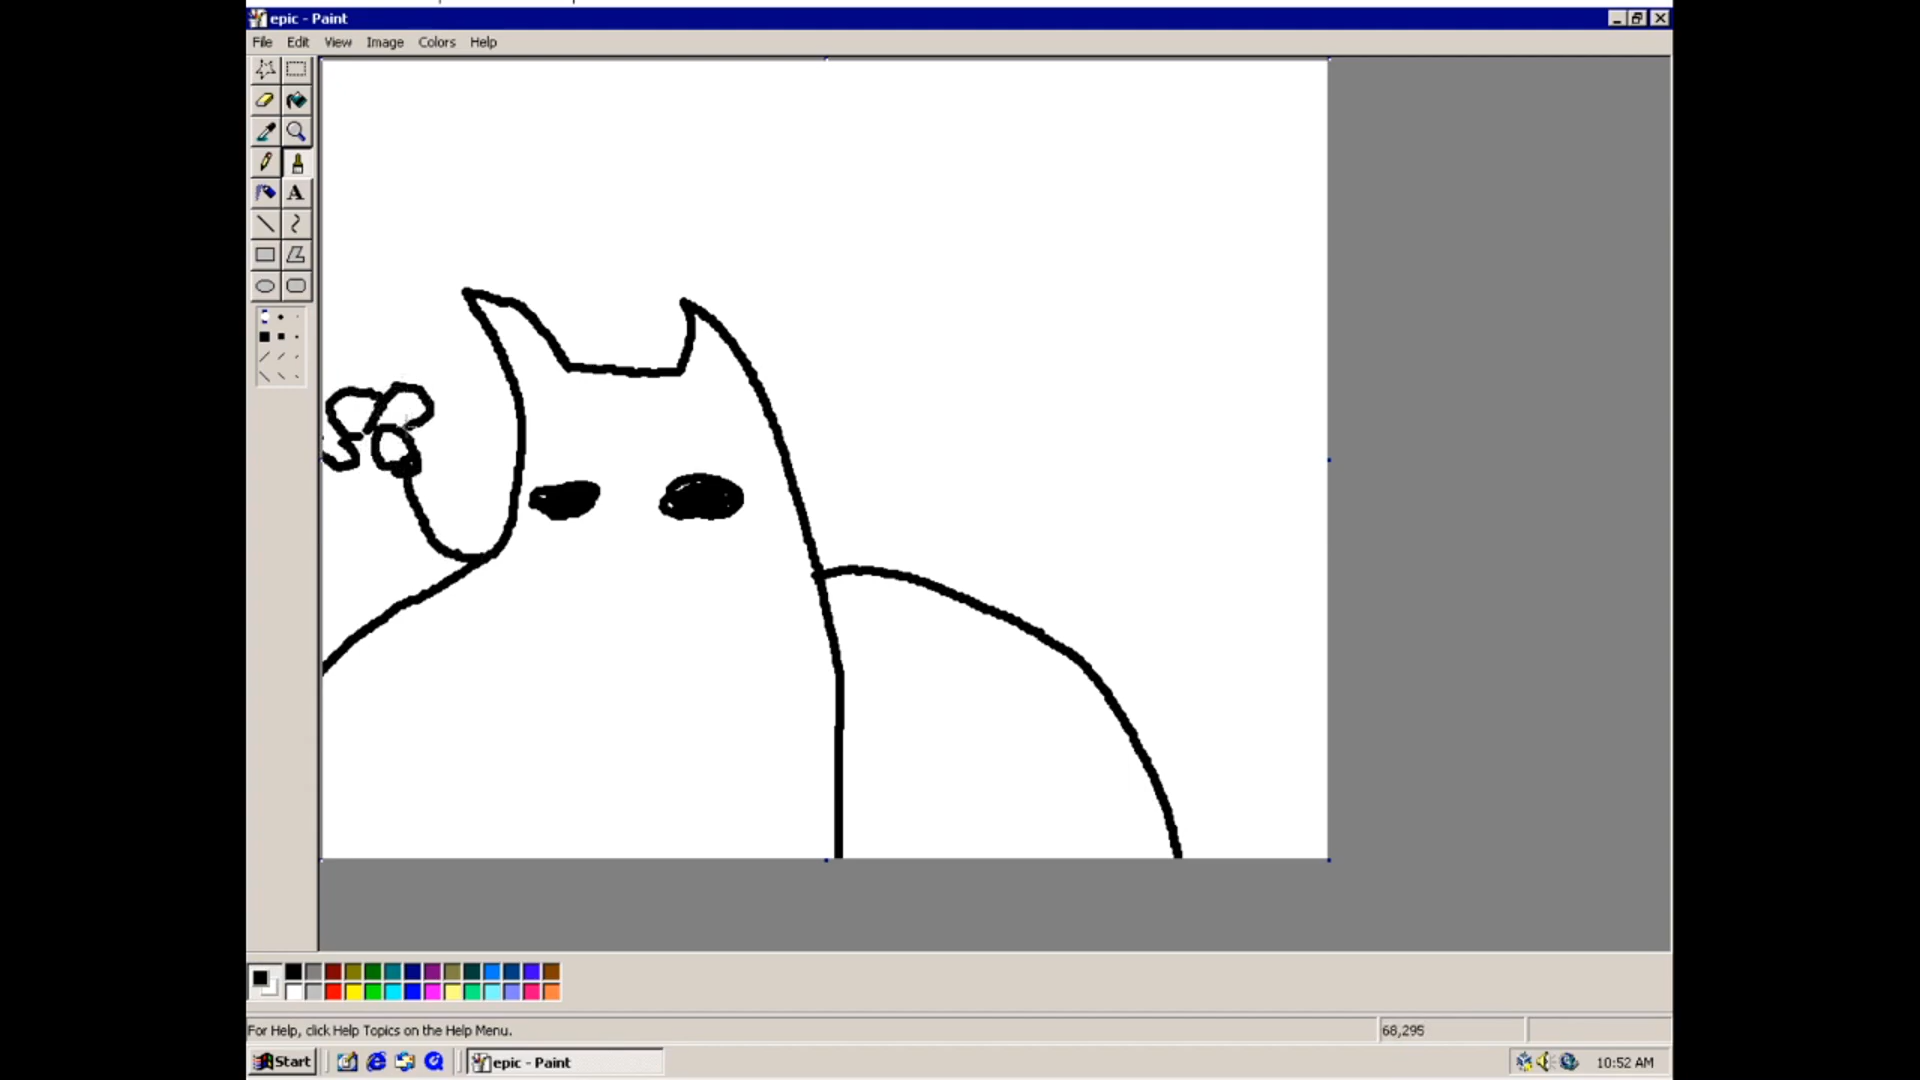 epic - Paint
File Edit View Image Colors Help
A
For Help, click Help Topics on the Help Menu.
68,295
Start
epic - Paint
10:52 AM